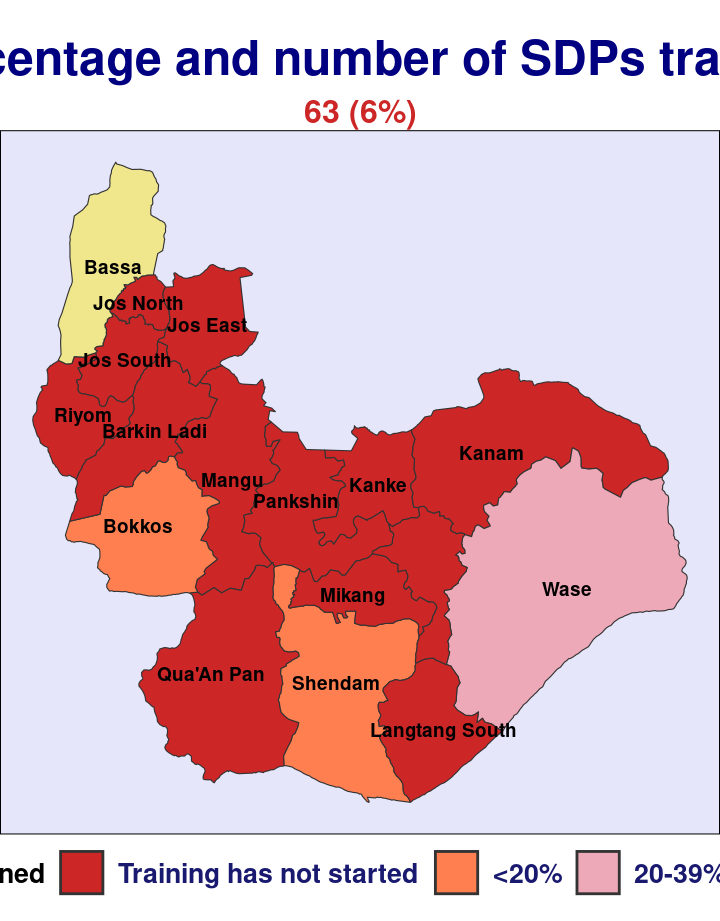 centage and number of SDPs tra
63 (6%)
Bassa
Jos North
Jos East
Jos South
Riyom
Barkin Ladi
Kanam
Mangu
Kanke
Pankshin
Bokkos
Wase
Mikang
Qua'An Pan
Shendam
Langtang South
ned Training has not started <20% 20-39%